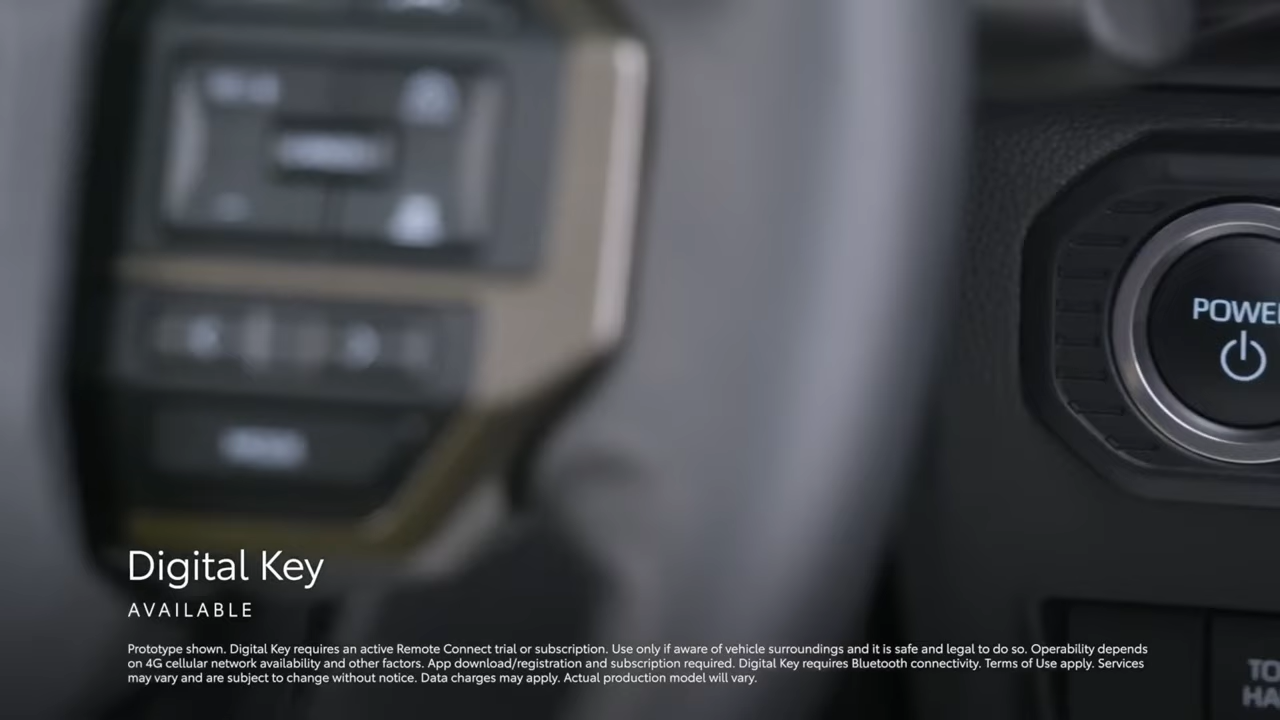 POWE
Digital Key
AVAILABLE
Prototype shown. Digital Key requires an active Remote Connect trial or subscription. Use only if aware of vehicle surroundings and it is safe and legal to do so. Operability depends
on 4G cellular network availability and other factors. App download/registration and subscription required. Digital Key requires Bluetooth connectivity. Terms of Use apply. Services
may vary and are subject to change without notice. Data charges may apply. Actual production model will vary.
TO
HA